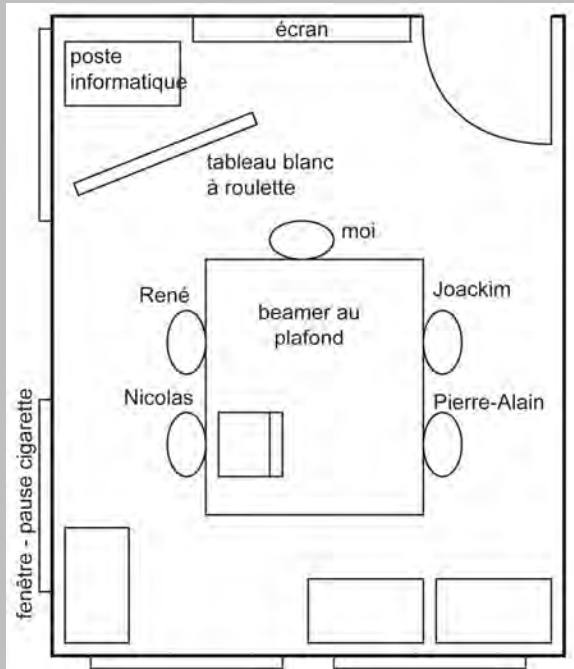 écran
poste
informatique
tableau blanc
à roulette
moi
René
Joackim
beamer au
plafond
Nicolas
Pierre-Alain
fenêtre - pause cigarette